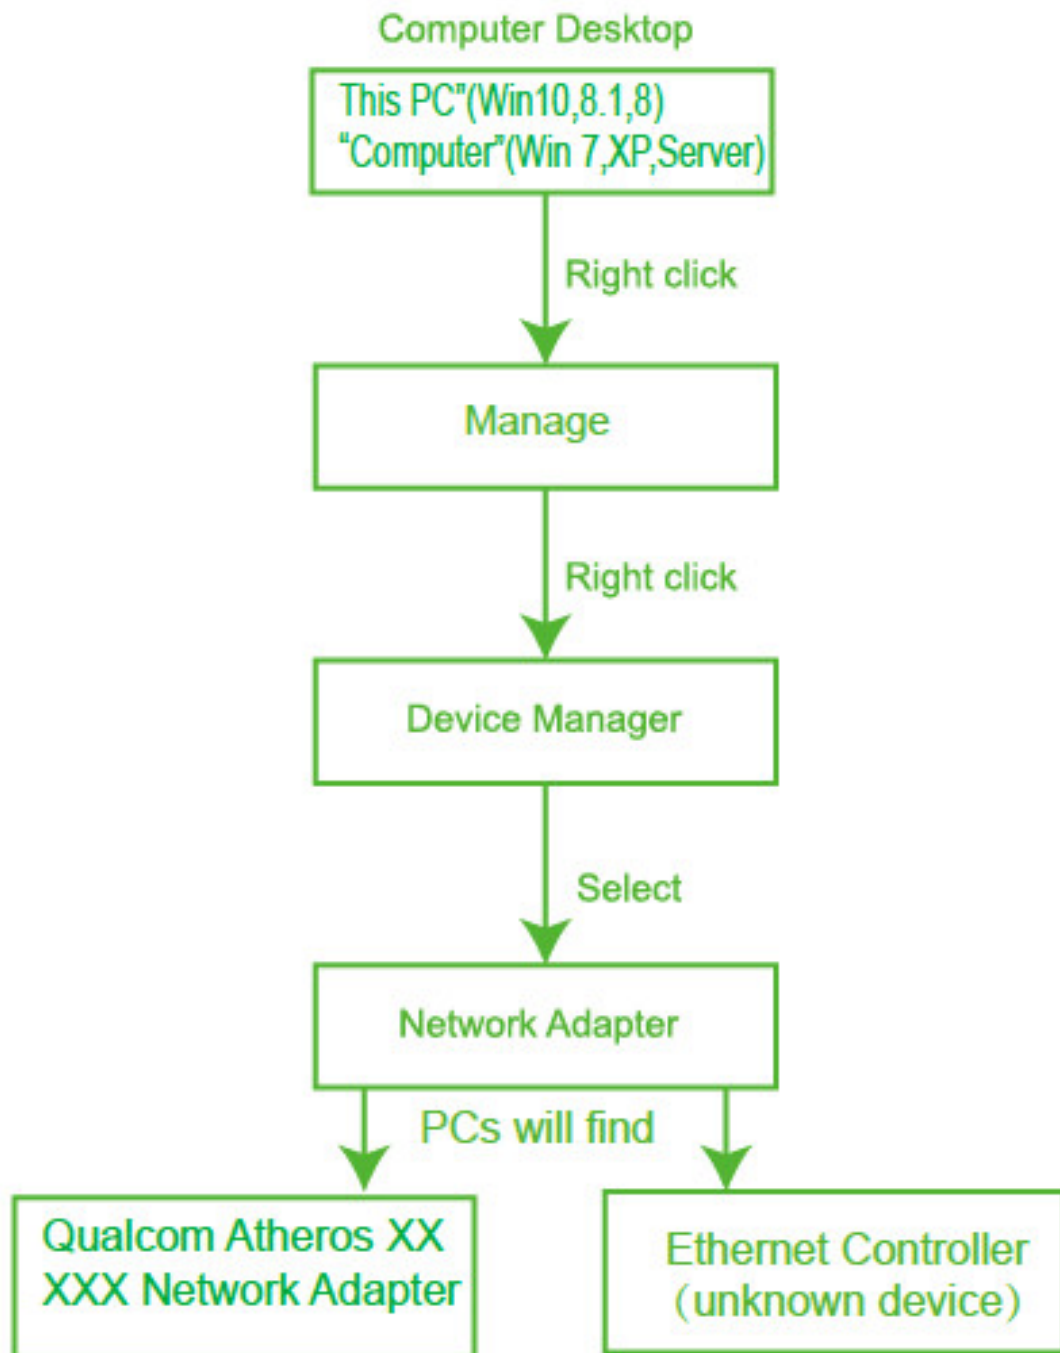 Computer Desktop
This PC”(Win10,8.1,8)
“Computer”(Win 7,XP,Server)
Right click
Manage
Right click
Device Manager
Select
Network Adapter
PCs will find
Qualcom Atheros XX
XXX Network Adapter
Ethernet Controller
（unknown device）